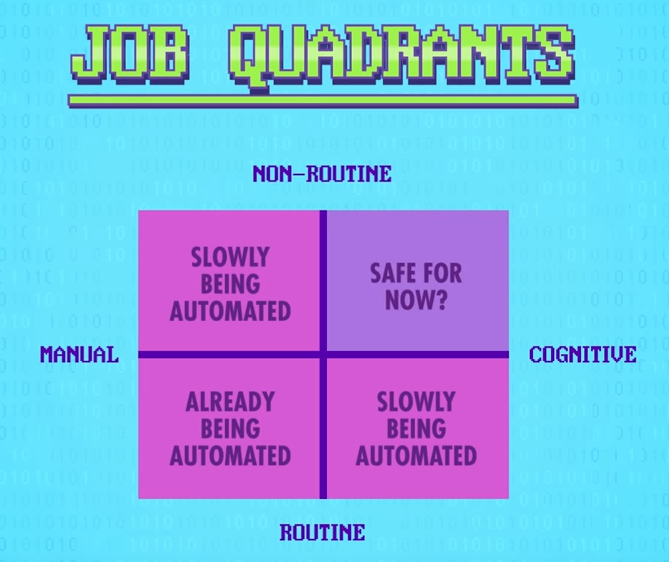 JOB QUADRANTS
NON-ROUTINE
SLOWLY
BEING
AUTOMATED
SAFE FOR
NOW?
MANUAL
COGNITIVE
ALREADY
BEING
AUTOMATED
SLOWLY
BEING
AUTOMATED
ROUTINE